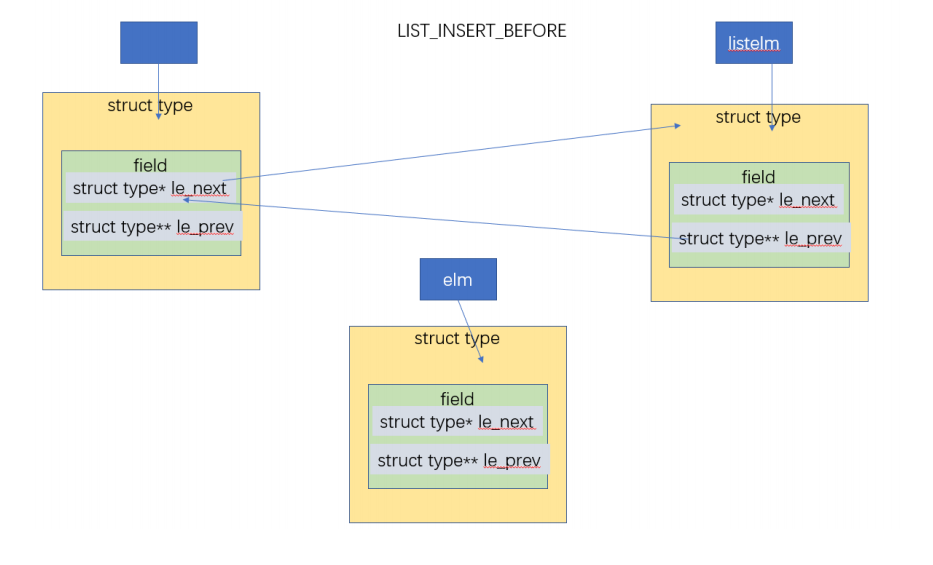 LIST_INSERT_BEFORE
listelm
struct type
field
struct type* le_next
struct type** le_prev
struct type
field
struct type* le_next
struct type** le_prev
elm
struct type
field
struct type* le_next
struct type** le_prev